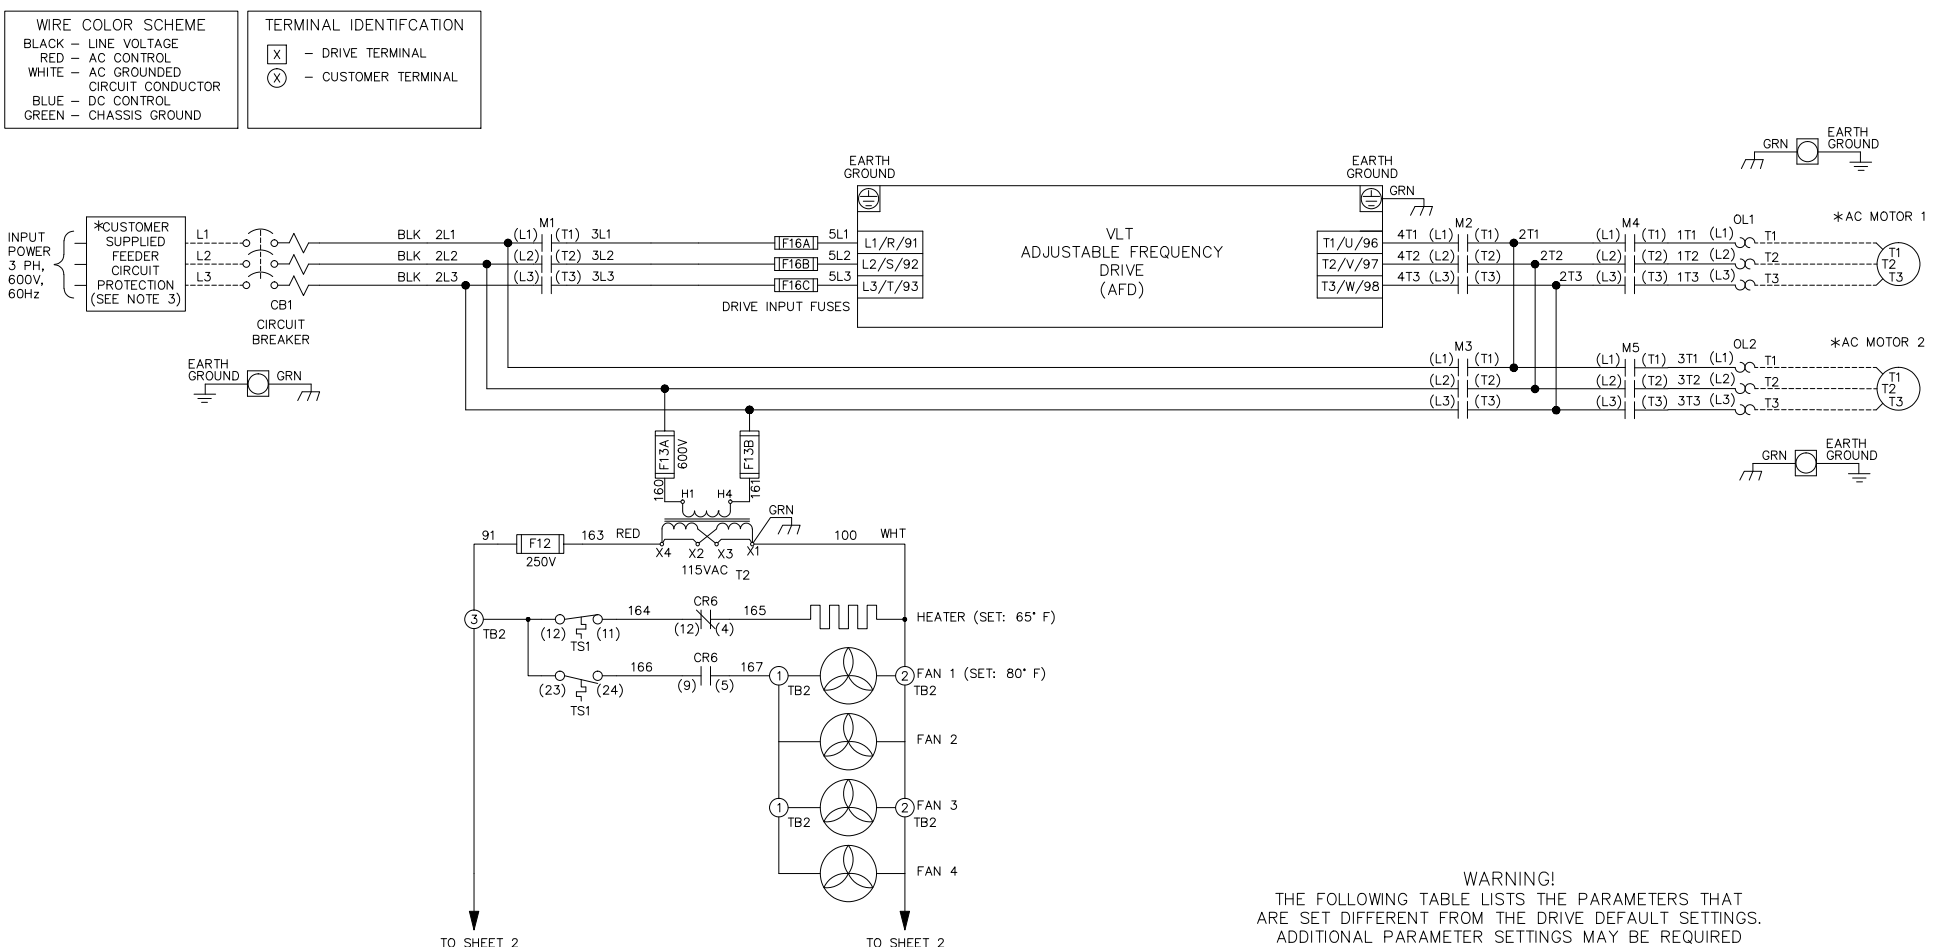 WIRE COLOR SCHEME
BLACK – LINE VOLTAGE
RED – AC CONTROL
WHITE – AC GROUNDED
CIRCUIT CONDUCTOR
BLUE – DC CONTROL
GREEN – CHASSIS GROUND
TERMINAL IDENTIFCATION
X – DRIVE TERMINAL
X – CUSTOMER TERMINAL
INPUT
POWER
3 PH,
600V,
60Hz
*CUSTOMER
SUPPLIED
FEEDER
CIRCUIT
PROTECTION
(SEE NOTE 3)
L1
L2
L3
CB1
CIRCUIT
BREAKER
EARTH
GROUND
GRN
BLK 2L1
BLK 2L2
BLK 2L3
M1
(L1) (T1) 3L1
(L2) (T2) 3L2
(L3) (T3) 3L3
F16A 5L1
F16B 5L2
F16C 5L3
DRIVE INPUT FUSES
EARTH
GROUND
L1/R/91
L2/S/92
L3/T/93
VLT
ADJUSTABLE FREQUENCY
DRIVE
(AFD)
EARTH
GROUND
GRN
T1/U/96
T2/V/97
T3/W/98
M2
4T1 (L1) (T1) 2T1
4T2 (L2) (T2) 2T2
4T3 (L3) (T3) 2T3
M4
(L1) (T1) 1T1 (L1)
(L2) (T2) 1T2 (L2)
(L3) (T3) 1T3 (L3)
OL1
T1
T2
T3
*AC MOTOR 1
T1
T2
T3
GRN
EARTH
GROUND
M3
(L1) (T1)
(L2) (T2)
(L3) (T3)
M5
(L1) (T1) 3T1 (L1)
(L2) (T2) 3T2 (L2)
(L3) (T3) 3T3 (L3)
OL2
T1
T2
T3
*AC MOTOR 2
T1
T2
T3
GRN
EARTH
GROUND
F13A
600V
F13B
160
161
H1 H4
GRN
91 F12 163 RED
250V
X4 X2 X3 X1
115VAC T2
100 WHT
3
TB2
(12) (11)
TS1
164
CR6
(12) (4)
165
HEATER (SET: 65° F)
(23) (24)
TS1
166
CR6
(9) (5)
167
1
TB2
2
TB2
FAN 1 (SET: 80° F)
FAN 2
1
TB2
2
TB2
FAN 3
FAN 4
TO SHEET 2
TO SHEET 2
WARNING!
THE FOLLOWING TABLE LISTS THE PARAMETERS THAT
ARE SET DIFFERENT FROM THE DRIVE DEFAULT SETTINGS.
ADDITIONAL PARAMETER SETTINGS MAY BE REQUIRED